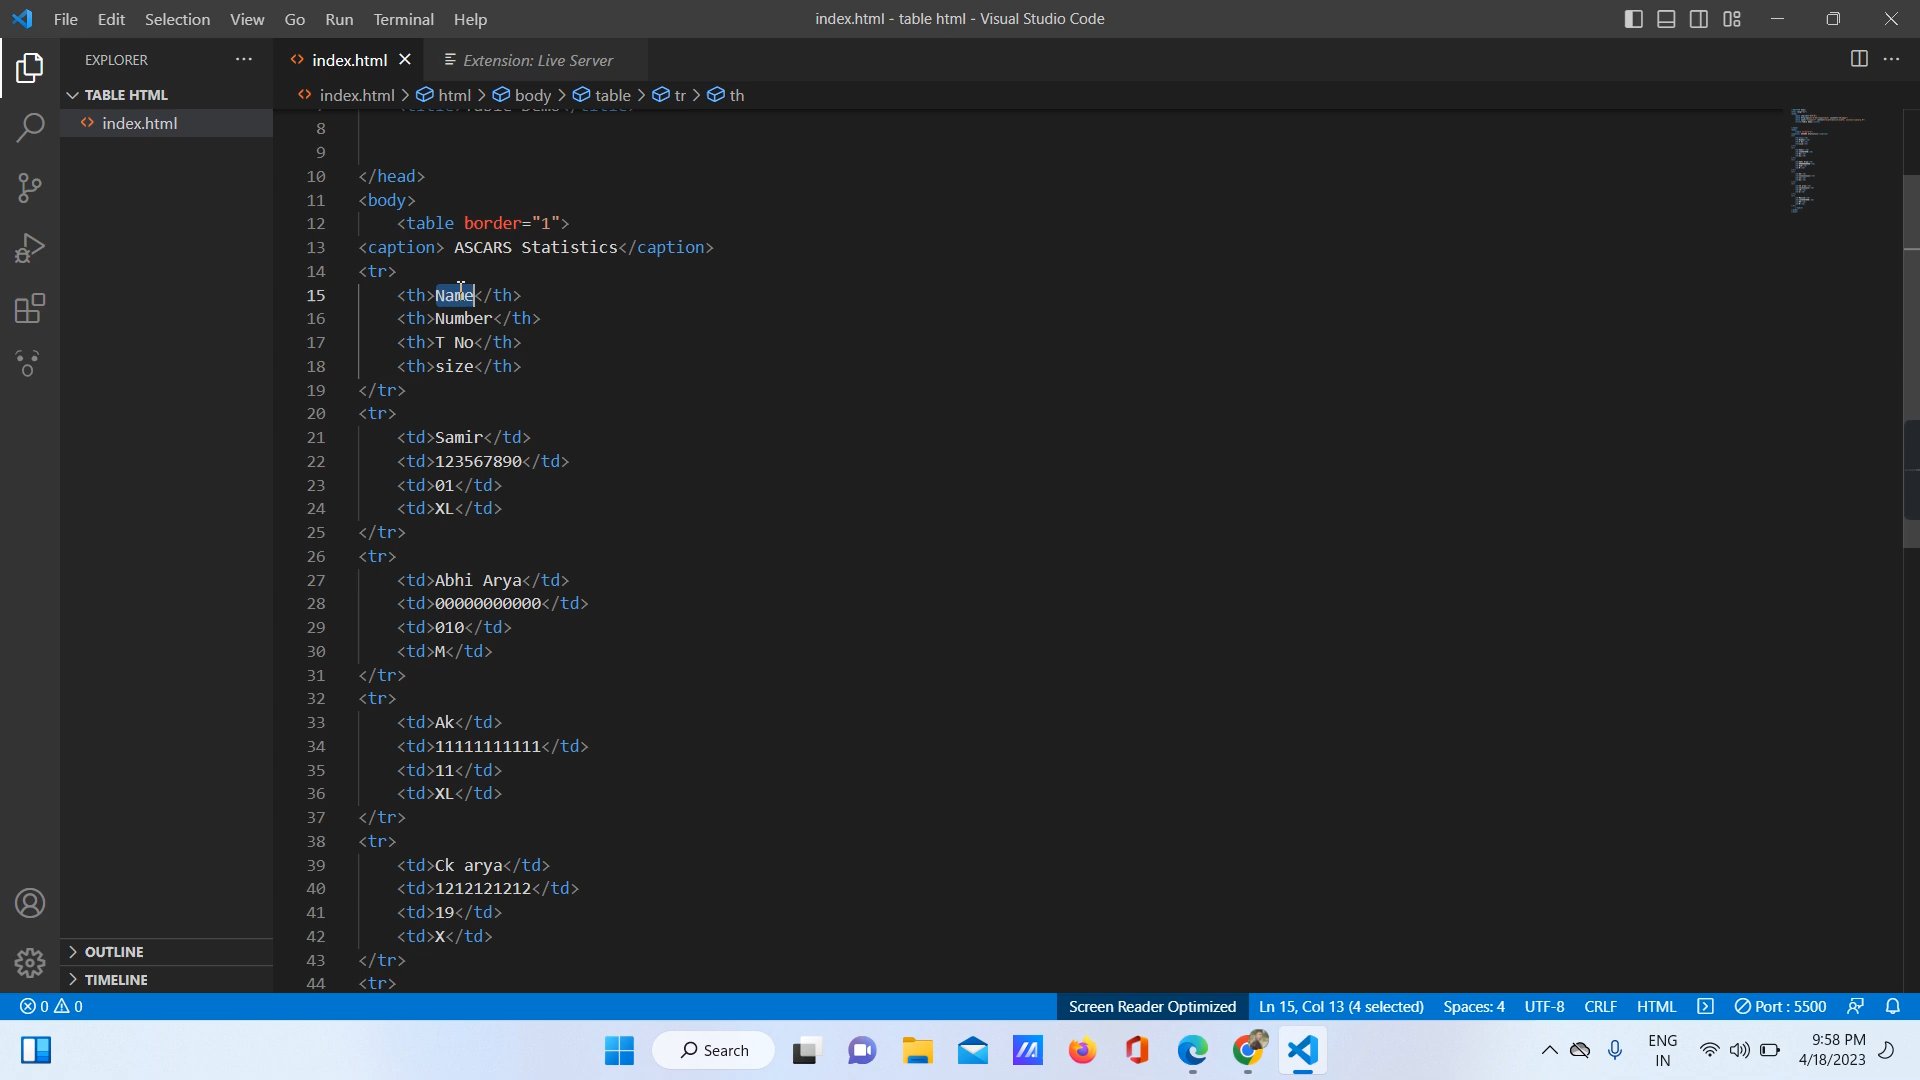 File Edit Selection View Go Run Terminal Help
index.html - table html - Visual Studio Code
EXPLORER
TABLE HTML
index.html
OUTLINE
TIMELINE
index.html
Extension: Live Server
index.html > html > body > table > tr > th
<title>Table Demo</title>
8
9
10 </head>
11 <body>
12 <table border="1">
13 <caption> ASCARS Statistics</caption>
14 <tr>
15 <th>Name</th>
16 <th>Number</th>
17 <th>T No</th>
18 <th>size</th>
19 </tr>
20 <tr>
21 <td>Samir</td>
22 <td>123567890</td>
23 <td>01</td>
24 <td>XL</td>
25 </tr>
26 <tr>
27 <td>Abhi Arya</td>
28 <td>00000000000</td>
29 <td>010</td>
30 <td>M</td>
31 </tr>
32 <tr>
33 <td>Ak</td>
34 <td>11111111111</td>
35 <td>11</td>
36 <td>XL</td>
37 </tr>
38 <tr>
39 <td>Ck arya</td>
40 <td>1212121212</td>
41 <td>19</td>
42 <td>X</td>
43 </tr>
44 <tr>
0 0
Screen Reader Optimized Ln 15, Col 13 (4 selected) Spaces: 4 UTF-8 CRLF HTML Port : 5500
Search
ENG
IN
9:58 PM
4/18/2023